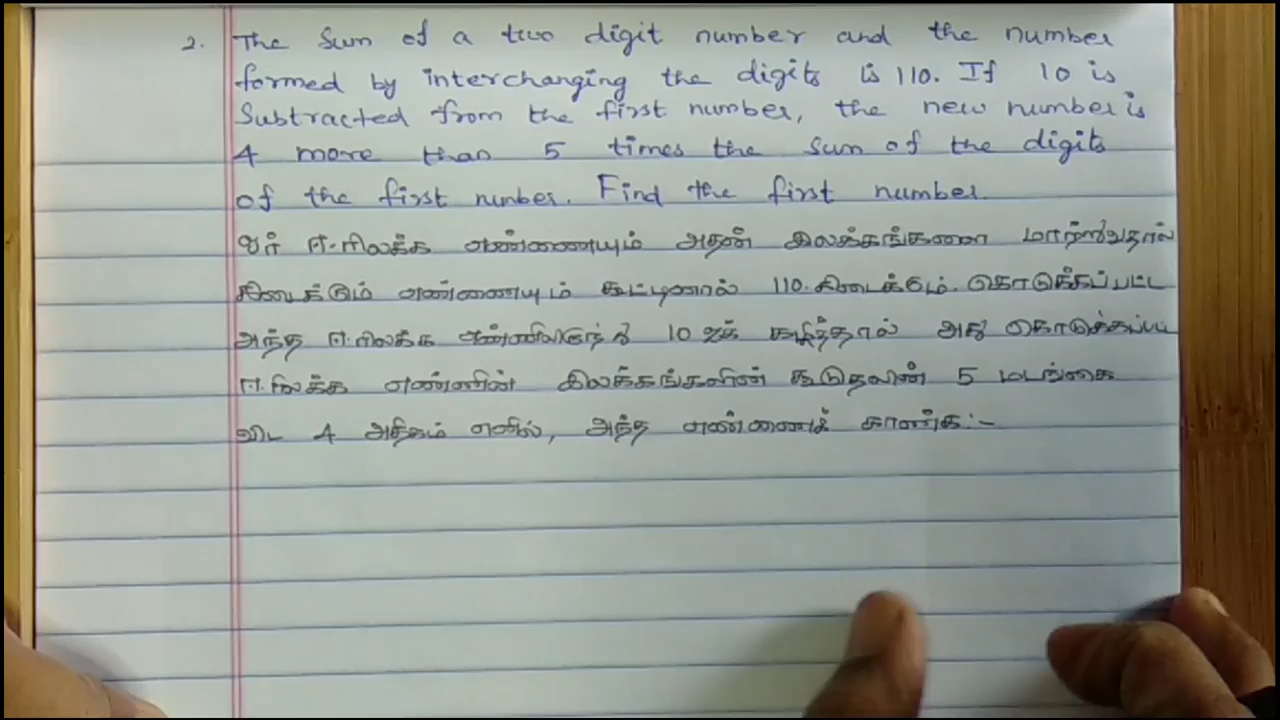 2. The Sum of a two digit number and the number
formed by interchanging the digits is 110. If 10 is
Subtracted from the first number, the new number is
4 more than 5 times the sum of the digits
of the first number. Find the first number.
ஓர் ஈ.ரிலக்க எண்ணையும் அதன் இலக்கங்களை மாற்றுவதால்
கிடைக்கும் எண்ணையும் கூட்டினால் 110. கிடைக்கும். கொடுக்கப்பட்ட
அந்த ஈ.ரிலக்க எண்ணிலிருந்து 10 ஐக் கழித்தால் அது கொடுக்கப்பட
ஈ.ரிலக்க எண்ணின் இலக்கங்களின் கூடுதலின் 5 மடங்கை
விட 4 அதிகம் எனில், அந்த எண்ணைக் காண்க:-